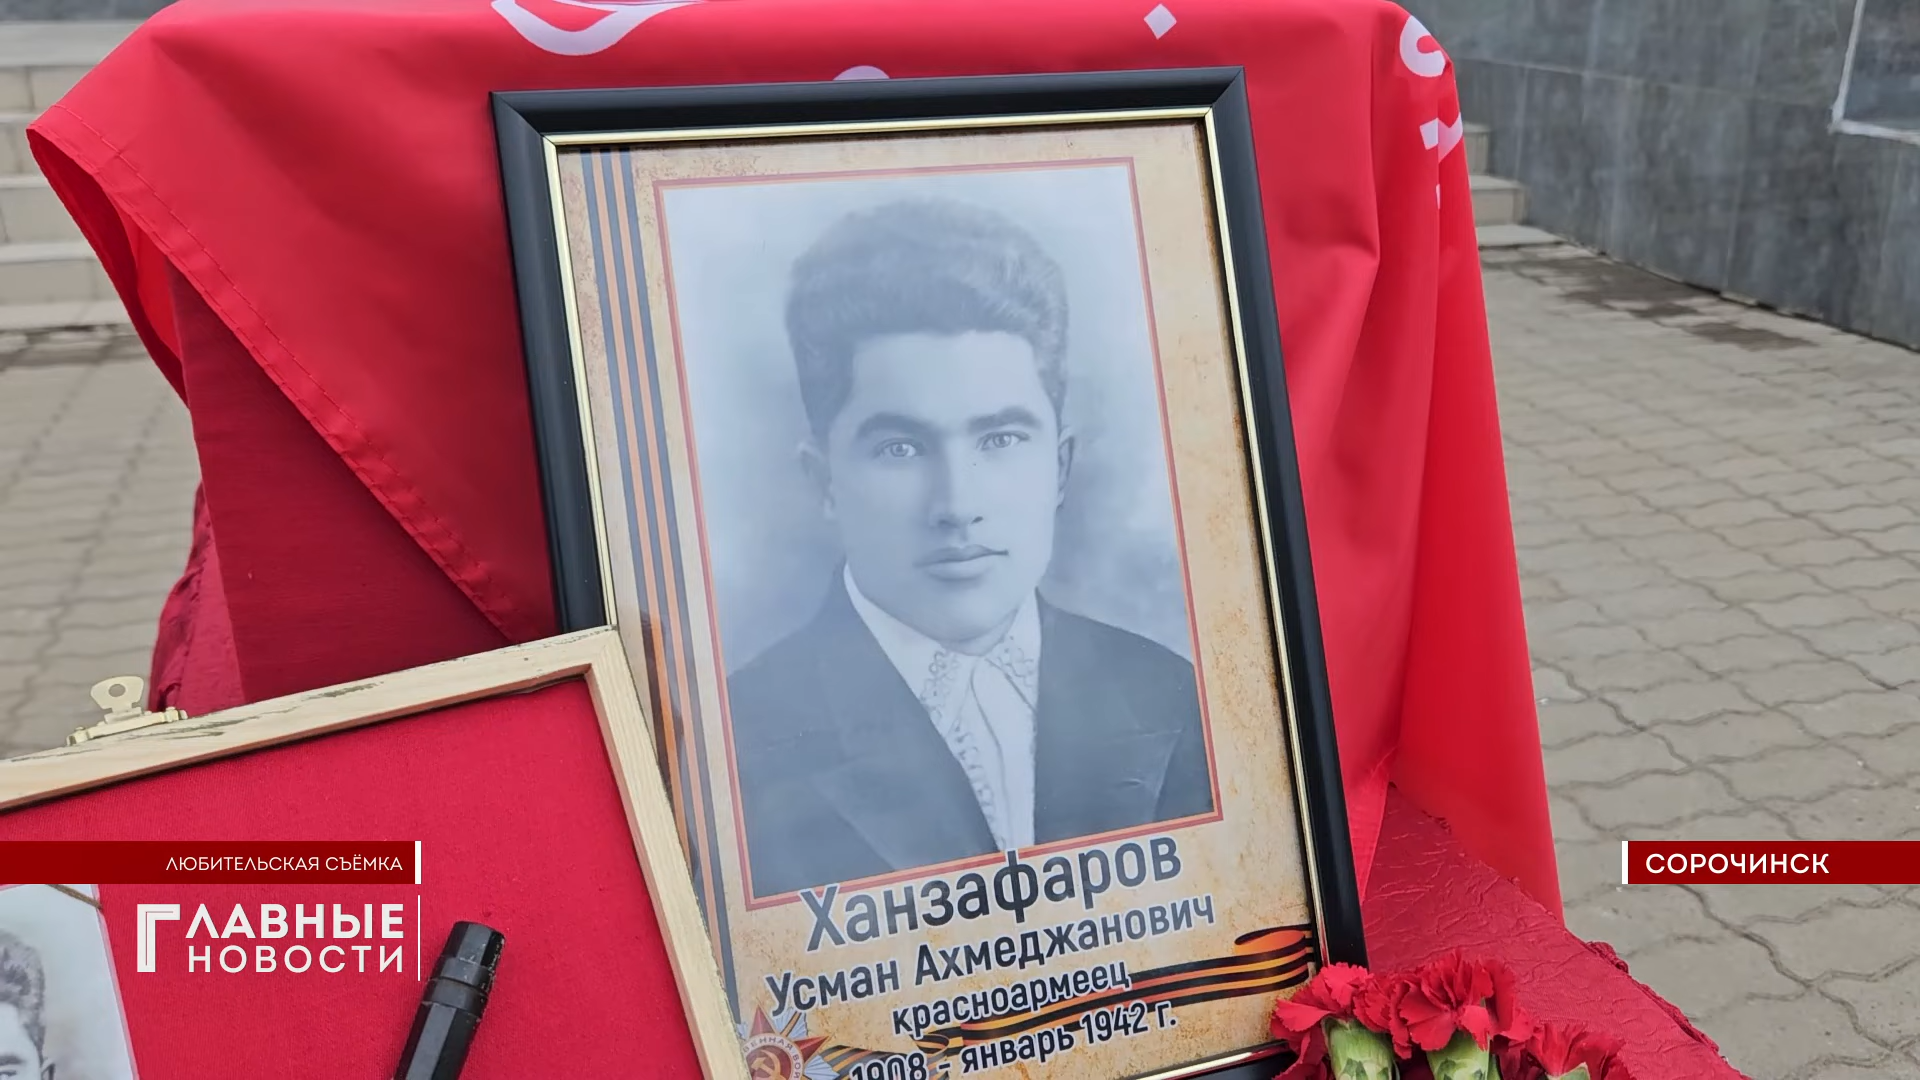 Ханзафаров
Усман Ахмеджанович
красноармеец
1908 - январь 1942 г.
ЛЮБИТЕЛЬСКАЯ СЪЁМКА
ГЛАВНЫЕ
НОВОСТИ
СОРОЧИНСК